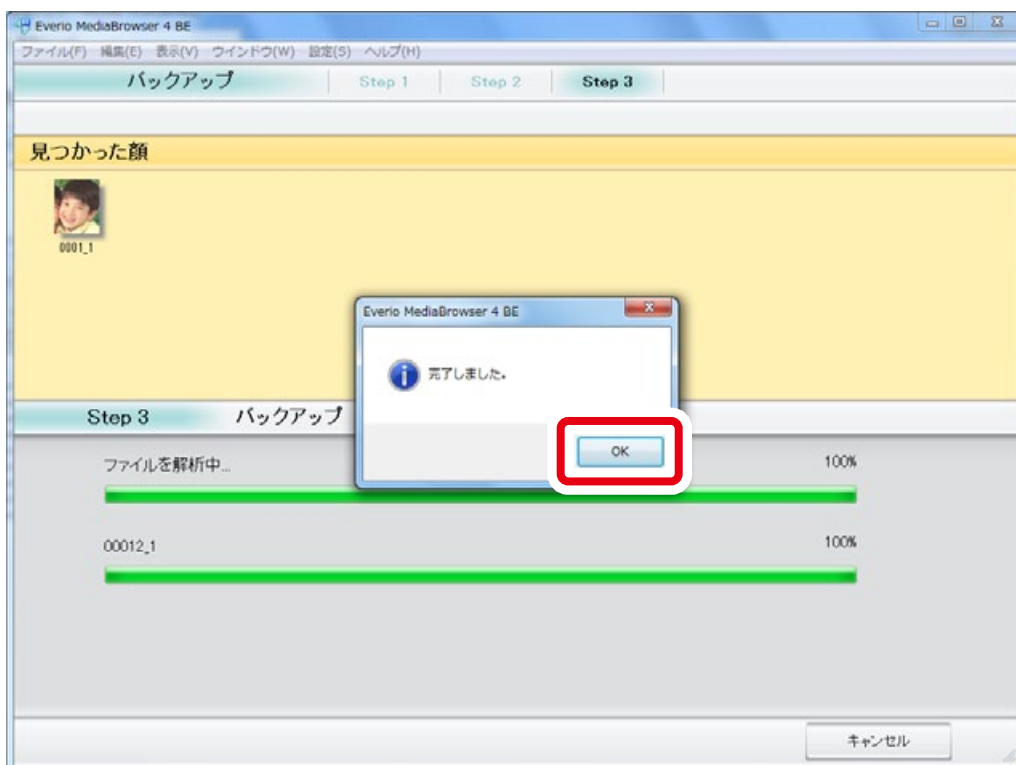 Everio MediaBrowser 4 BE
ファイル(F) 編集(E) 表示(V) ウインドウ(W) 設定(S) ヘルプ(H)
バックアップ Step 1 Step 2 Step 3
見つかった顔
0001_1
Everio MediaBrowser 4 BE
完了しました。
OK
Step 3 バックアップ
ファイルを解析中... 100%
00012_1 100%
キャンセル